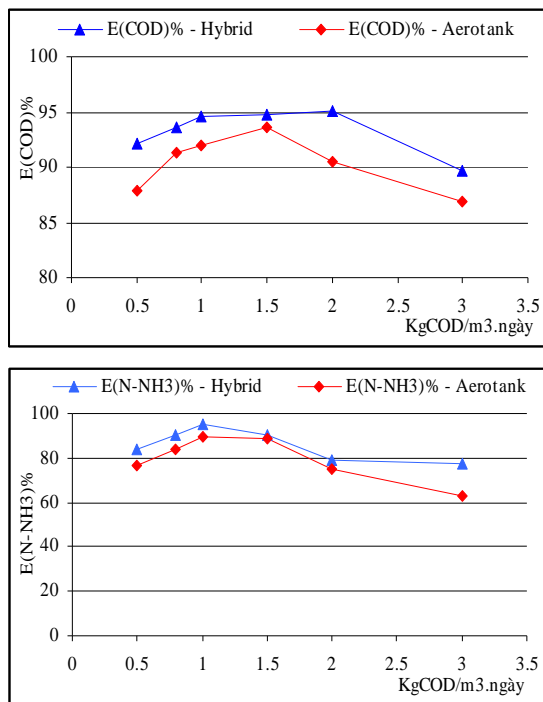 E(COD)% - Hybrid E(COD)% - Aerotank
100
95
90
85
80
E(COD)%
0 0.5 1 1.5 2 2.5 3 3.5
KgCOD/m3.ngày
E(N-NH3)% - Hybrid E(N-NH3)% - Aerotank
100
80
60
40
20
0
E(N-NH3)%
0 0.5 1 1.5 2 2.5 3 3.5
KgCOD/m3.ngày